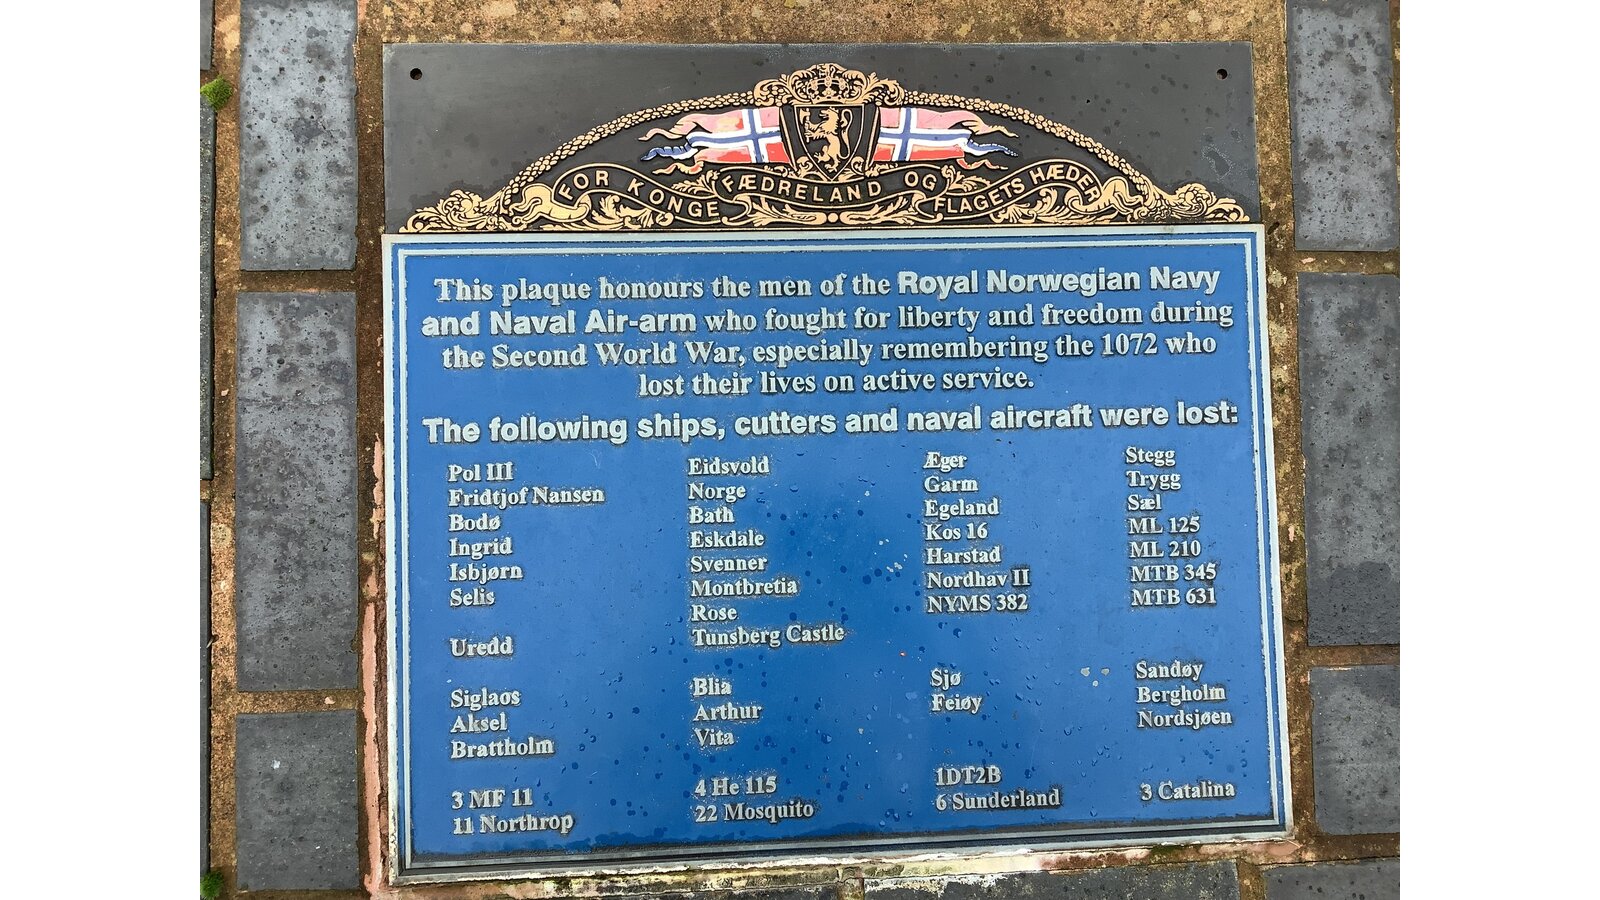 FOR KONGE FÆDRELAND OG FLAGETS HÆDER
This plaque honours the men of the Royal Norwegian Navy
and Naval Air-arm who fought for liberty and freedom during
the Second World War, especially remembering the 1072 who
lost their lives on active service.
The following ships, cutters and naval aircraft were lost:
Pol III
Fridtjof Nansen
Bodø
Ingrid
Isbjørn
Selis
Uredd
Siglaos
Aksel
Brattholm
3 MF 11
11 Northrop
Eidsvold
Norge
Bath
Eskdale
Svenner
Montbretia
Rose
Tunsberg Castle
Blia
Arthur
Vita
4 He 115
22 Mosquito
Æger
Garm
Egeland
Kos 16
Harstad
Nordhav II
NYMS 382
Sjø
Feiøy
1DT2B
6 Sunderland
Stegg
Trygg
Sæl
ML 125
ML 210
MTB 345
MTB 631
Sandøy
Bergholm
Nordsjøen
3 Catalina